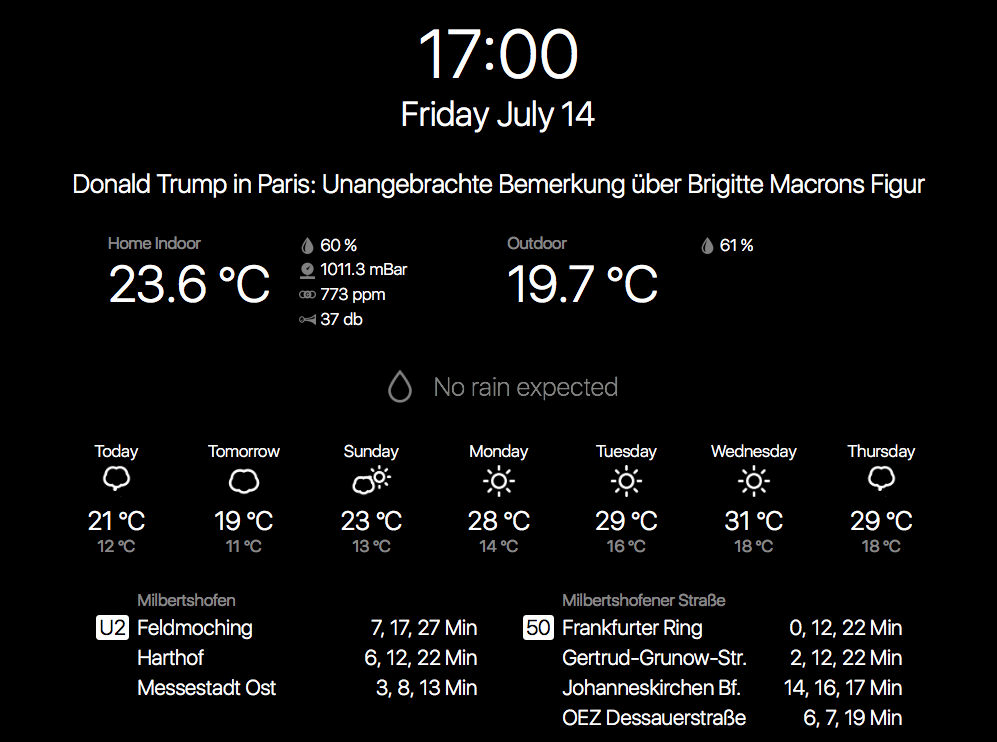 17:00
Friday July 14
Donald Trump in Paris: Unangebrachte Bemerkung über Brigitte Macrons Figur
Home Indoor
23.6 °C
60 %
1011.3 mBar
773 ppm
37 db
Outdoor
19.7 °C
61 %
No rain expected
Today Tomorrow Sunday Monday Tuesday Wednesday Thursday
21 °C 19 °C 23 °C 28 °C 29 °C 31 °C 29 °C
12 °C 11 °C 13 °C 14 °C 16 °C 18 °C 18 °C
Milbertshofen
U2 Feldmoching 7, 17, 27 Min
Harthof 6, 12, 22 Min
Messestadt Ost 3, 8, 13 Min
Milbertshofener Straße
50 Frankfurter Ring 0, 12, 22 Min
Gertrud-Grunow-Str. 2, 12, 22 Min
Johanneskirchen Bf. 14, 16, 17 Min
OEZ Dessauerstraße 6, 7, 19 Min